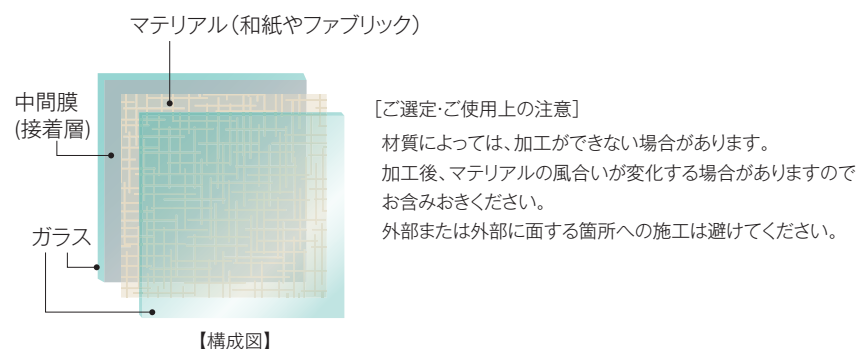 マテリアル（和紙やファブリック）
中間膜
(接着層)
ガラス
【構成図】
［ご選定･ご使用上の注意］
材質によっては、加工ができない場合があります。
加工後、マテリアルの風合いが変化する場合がありますので
お含みおきください。
外部または外部に面する箇所への施工は避けてください。